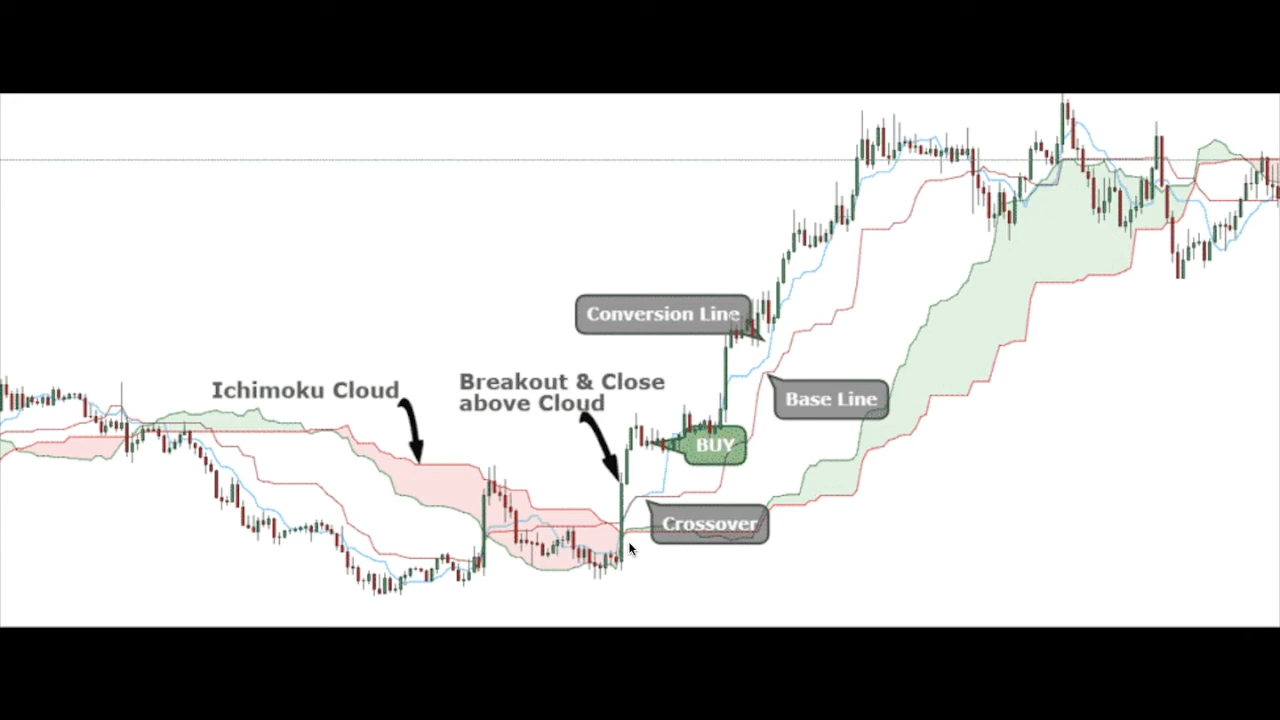 Conversion Line
Ichimoku Cloud
Breakout & Close
above Cloud
Base Line
BUY
Crossover